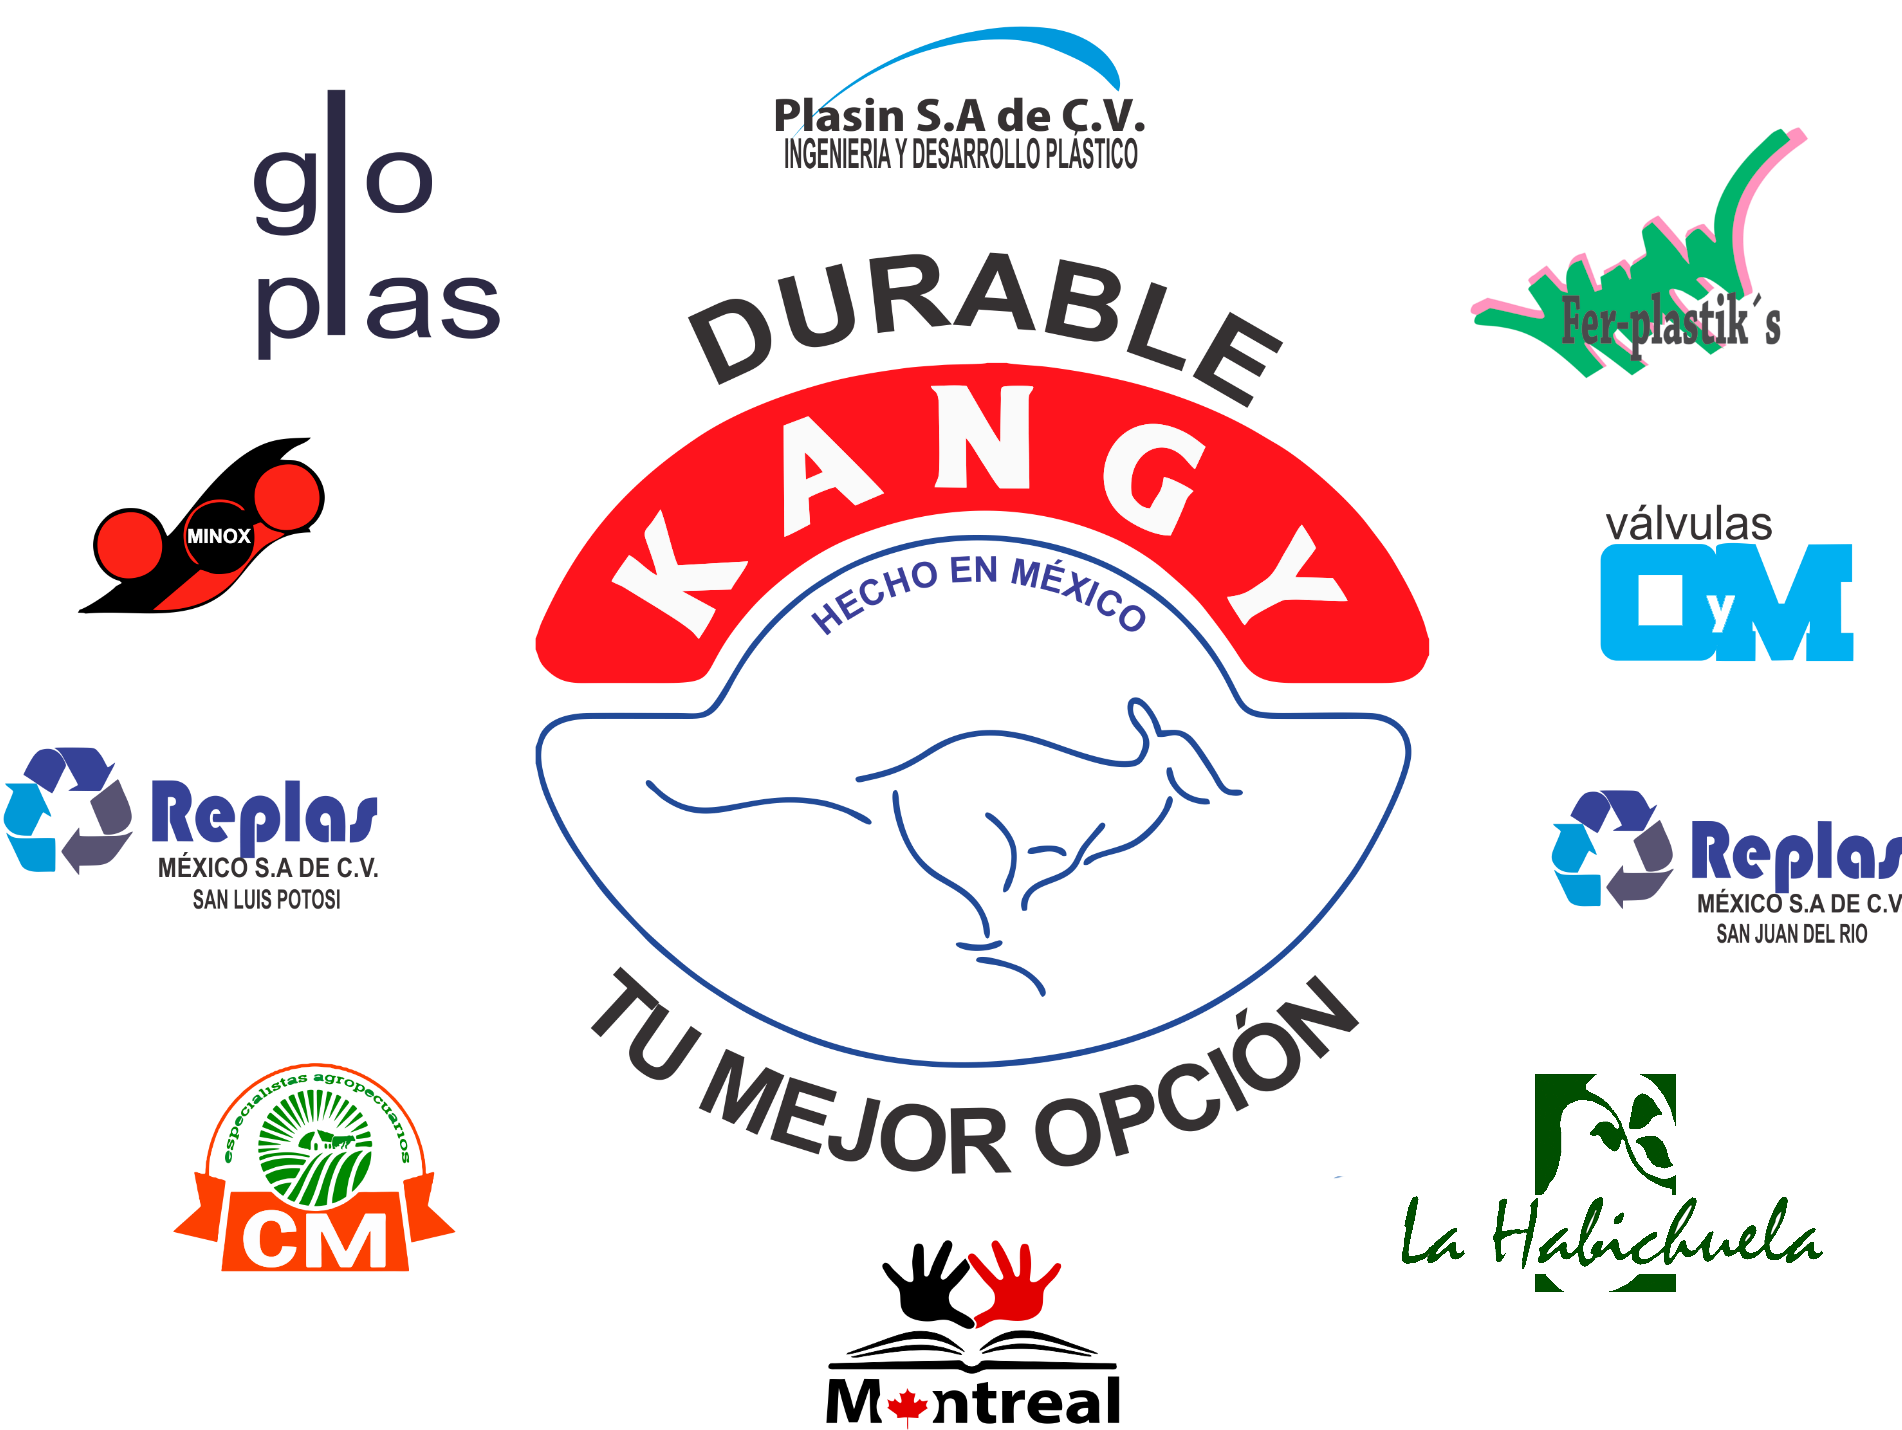 Plasin S.A de C.V.
INGENIERIA Y DESARROLLO PLÁSTICO
glo
plas
Fer-plastik´s
DURABLE
KANGY
HECHO EN MÉXICO
TU MEJOR OPCIÓN
MINOX
válvulas
OyM
Replas
MÉXICO S.A DE C.V.
SAN LUIS POTOSI
Replas
MÉXICO S.A DE C.V
SAN JUAN DEL RIO
especialistas agropecuarios
CM
La Habichuela
Montreal